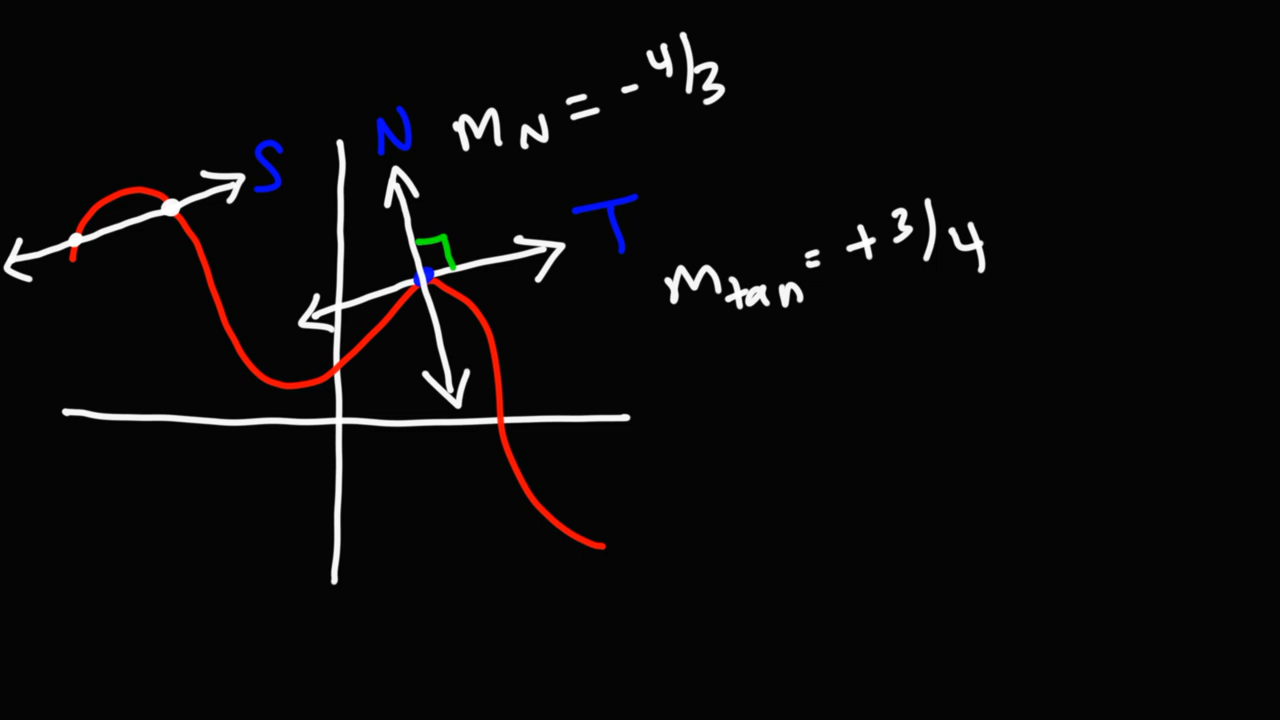 S
N
m_N = -4/3
T
m_tan = +3/4